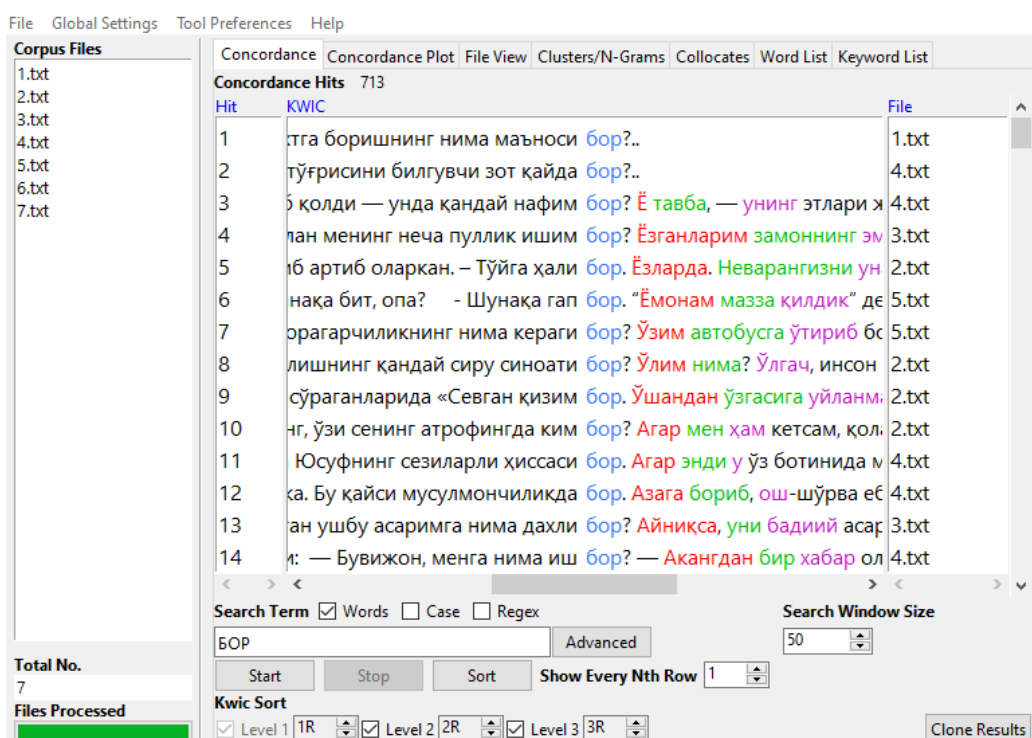 File Global Settings Tool Preferences Help
Corpus Files
1.txt
2.txt
3.txt
4.txt
5.txt
6.txt
7.txt
Total No.
7
Files Processed
Concordance Concordance Plot File View Clusters/N-Grams Collocates Word List Keyword List
Concordance Hits 713
Hit KWIC File
1 боришнинг нима маъноси бор?.. 1.txt
2 тўғрисини билгувчи зот қайда бор?.. 4.txt
3 қолди — унда қандай нафим бор? Ё тавба, — унинг этлари 4.txt
4 менинг неча пуллик ишим бор? Ёзганларим замоннинг 3.txt
5 артиб оларкан. – Тўйга ҳали бор. Ёзларда. Неварангизни 2.txt
6 бит, опа? - Шунақа гап бор. “Ёмонам мазза қилдик“ 5.txt
7 нима кераги бор? Ўзим автобусга ўтириб 5.txt
8 қандай сиру синоати бор? Ўлим нима? Ўлгач, инсон 2.txt
9 сўраганларида «Севган қизим бор. Ўшандан ўзгасига 2.txt
10 ўзи сенинг атрофингда ким бор? Агар мен ҳам кетсам, 2.txt
11 Юсуфнинг сезиларли ҳиссаси бор. Агар энди у ўз ботинида 4.txt
12 Бу қайси мусулмончиликда бор. Азага бориб, ош-шўрва 4.txt
13 ушбу асаримга нима дахли бор? Айниқса, уни бадиий 3.txt
14 — Бувижон, менга нима иш бор? — Акангдан бир хабар 4.txt
Search Term Words Case Regex Search Window Size
БОР Advanced 50
Start Stop Sort Show Every Nth Row 1
Kwic Sort
Level 1 1R Level 2 2R Level 3 3R Clone Results